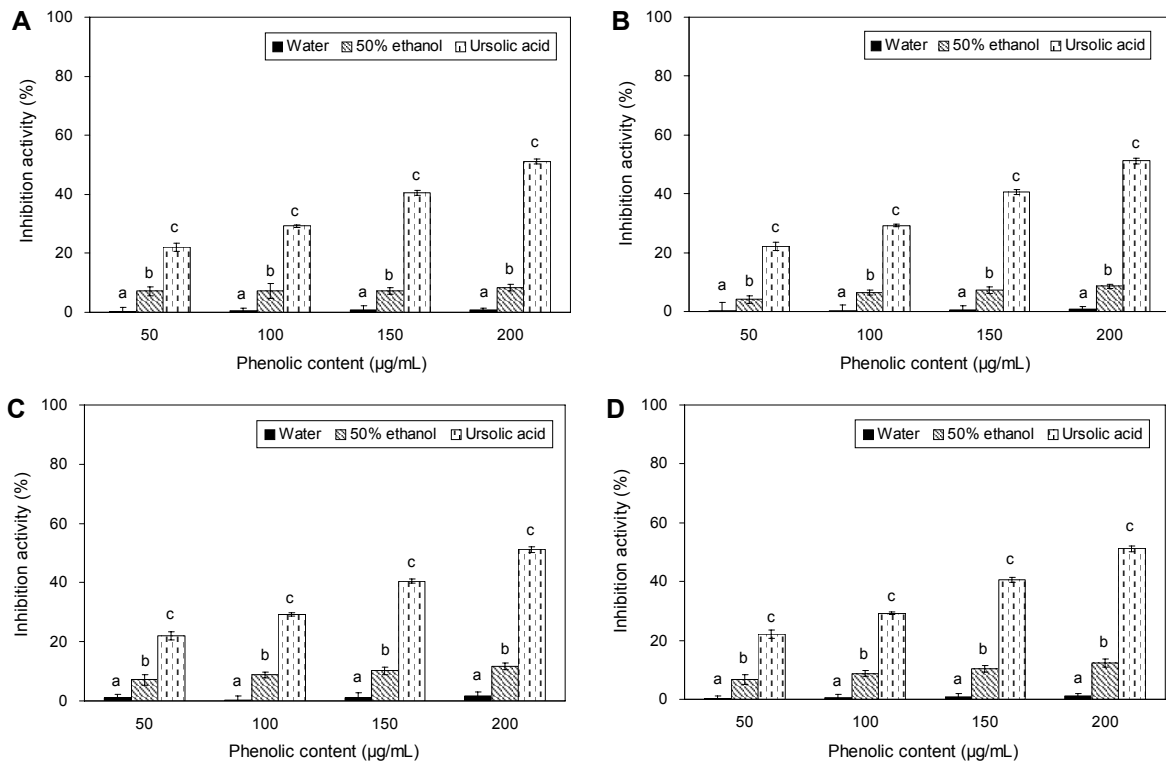 A
Water 50% ethanol Ursolic acid
Inhibition activity (%)
100
80
60
40
20
0
a b c a b c a b c a b c
50 100 150 200
Phenolic content (µg/mL)
B
Water 50% ethanol Ursolic acid
Inhibition activity (%)
100
80
60
40
20
0
a b c a b c a b c a b c
50 100 150 200
Phenolic content (µg/mL)
C
Water 50% ethanol Ursolic acid
Inhibition activity (%)
100
80
60
40
20
0
a b c a b c a b c a b c
50 100 150 200
Phenolic content (µg/mL)
D
Water 50% ethanol Ursolic acid
Inhibition activity (%)
100
80
60
40
20
0
a b c a b c a b c a b c
50 100 150 200
Phenolic content (µg/mL)